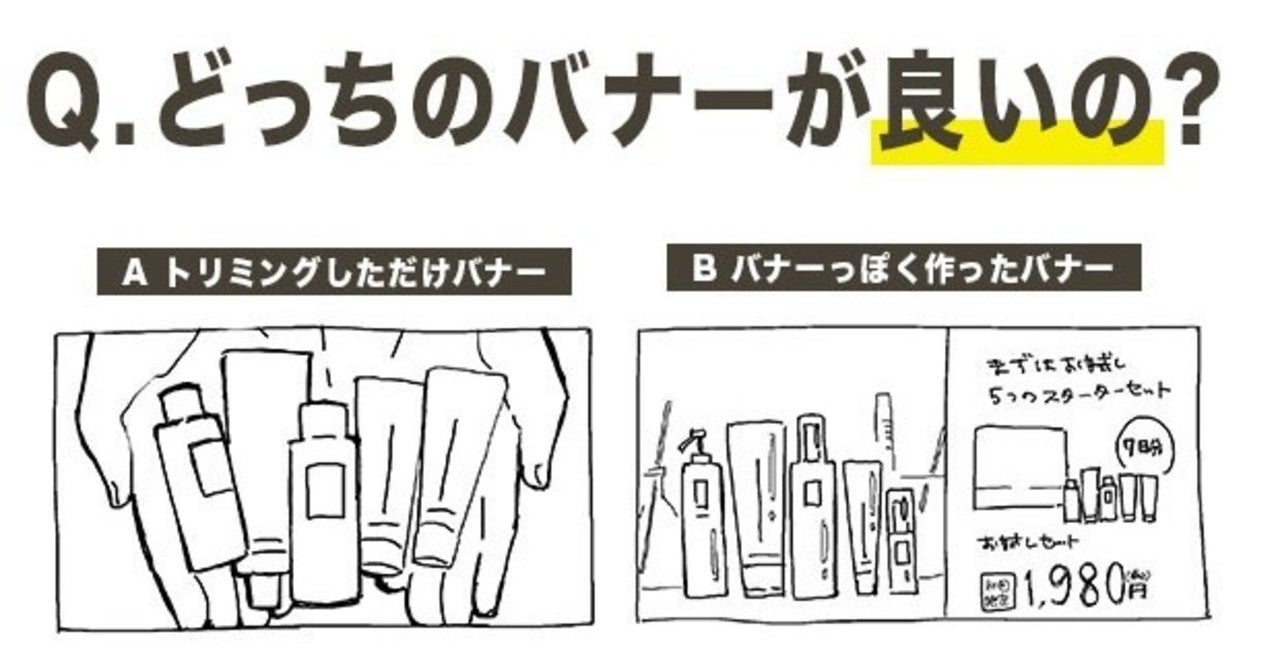 Q.どっちのバナーが良いの?
A トリミングしただけバナー
B バナーっぽく作ったバナー
まずはお試し
5つのスターターセット
7日分
お試しセット
初回限定
1,980円(税込)